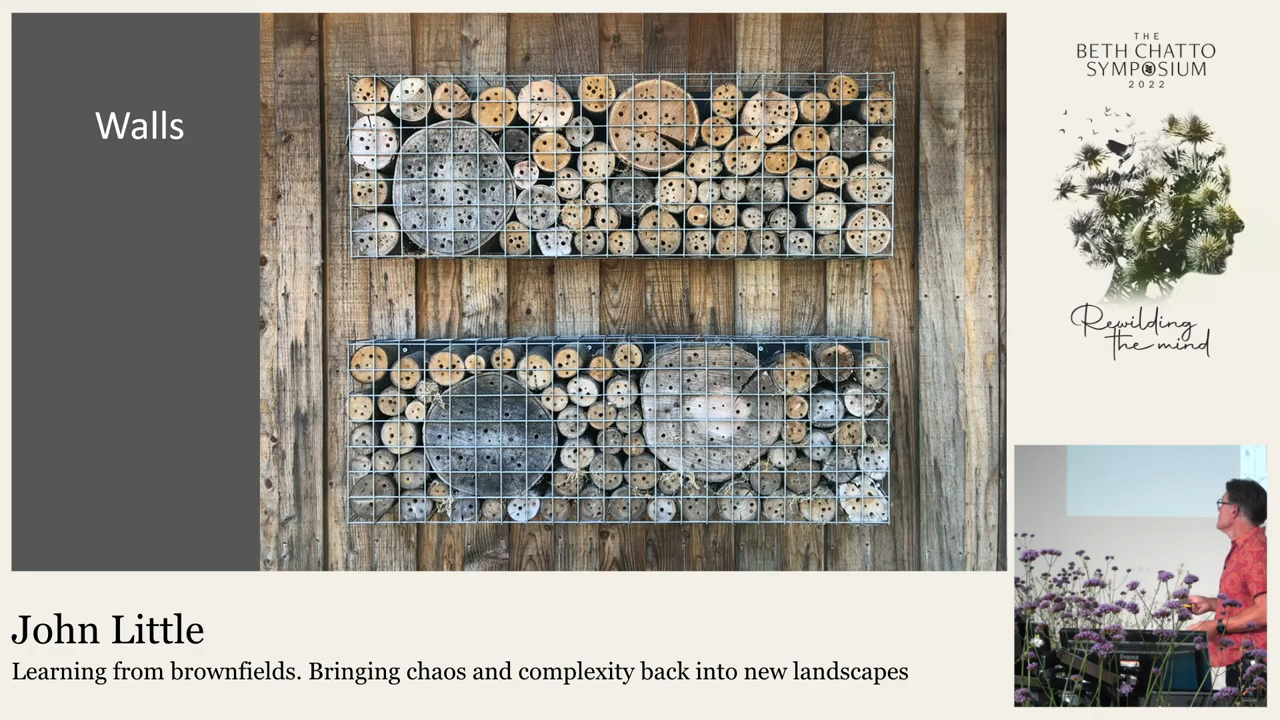 Walls
THE
BETH CHATTO
SYMPOSIUM
2022
Rewilding
the mind
John Little
Learning from brownfields. Bringing chaos and complexity back into new landscapes